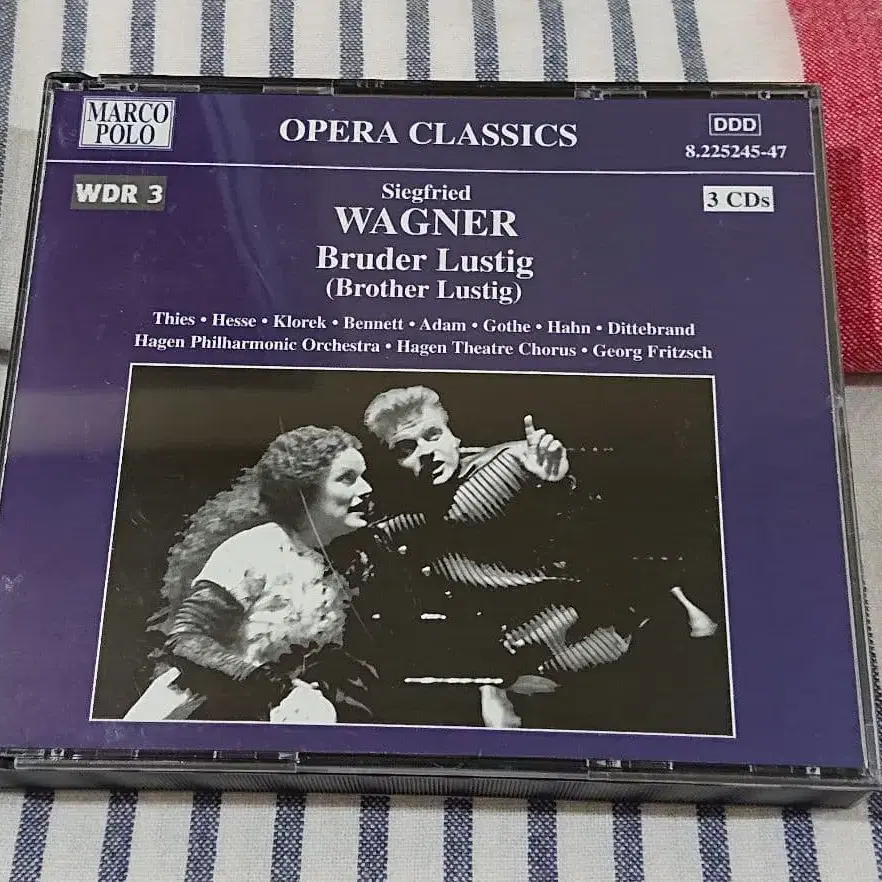 MARCO
POLO
OPERA CLASSICS
DDD
8.225245-47
WDR 3
Siegfried
WAGNER
3 CDs
Bruder Lustig
(Brother Lustig)
Thies • Hesse • Klorek • Bennett • Adam • Gothe • Hahn • Dittebrand
Hagen Philharmonic Orchestra • Hagen Theatre Chorus • Georg Fritzsch